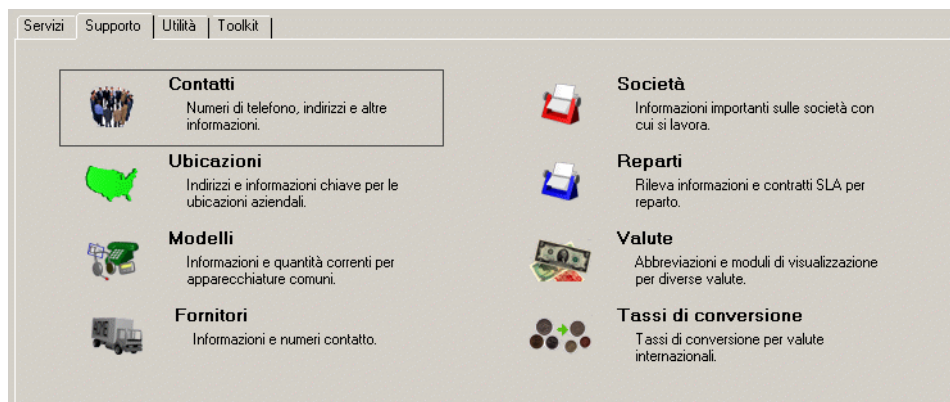 Servizi Supporto Utilità Toolkit
Contatti
Numeri di telefono, indirizzi e altre
informazioni.
Ubicazioni
Indirizzi e informazioni chiave per le
ubicazioni aziendali.
Modelli
Informazioni e quantità correnti per
apparecchiature comuni.
Fornitori
Informazioni e numeri contatto.
Società
Informazioni importanti sulle società con
cui si lavora.
Reparti
Rileva informazioni e contratti SLA per
reparto.
Valute
Abbreviazioni e moduli di visualizzazione
per diverse valute.
Tassi di conversione
Tassi di conversione per valute
internazionali.